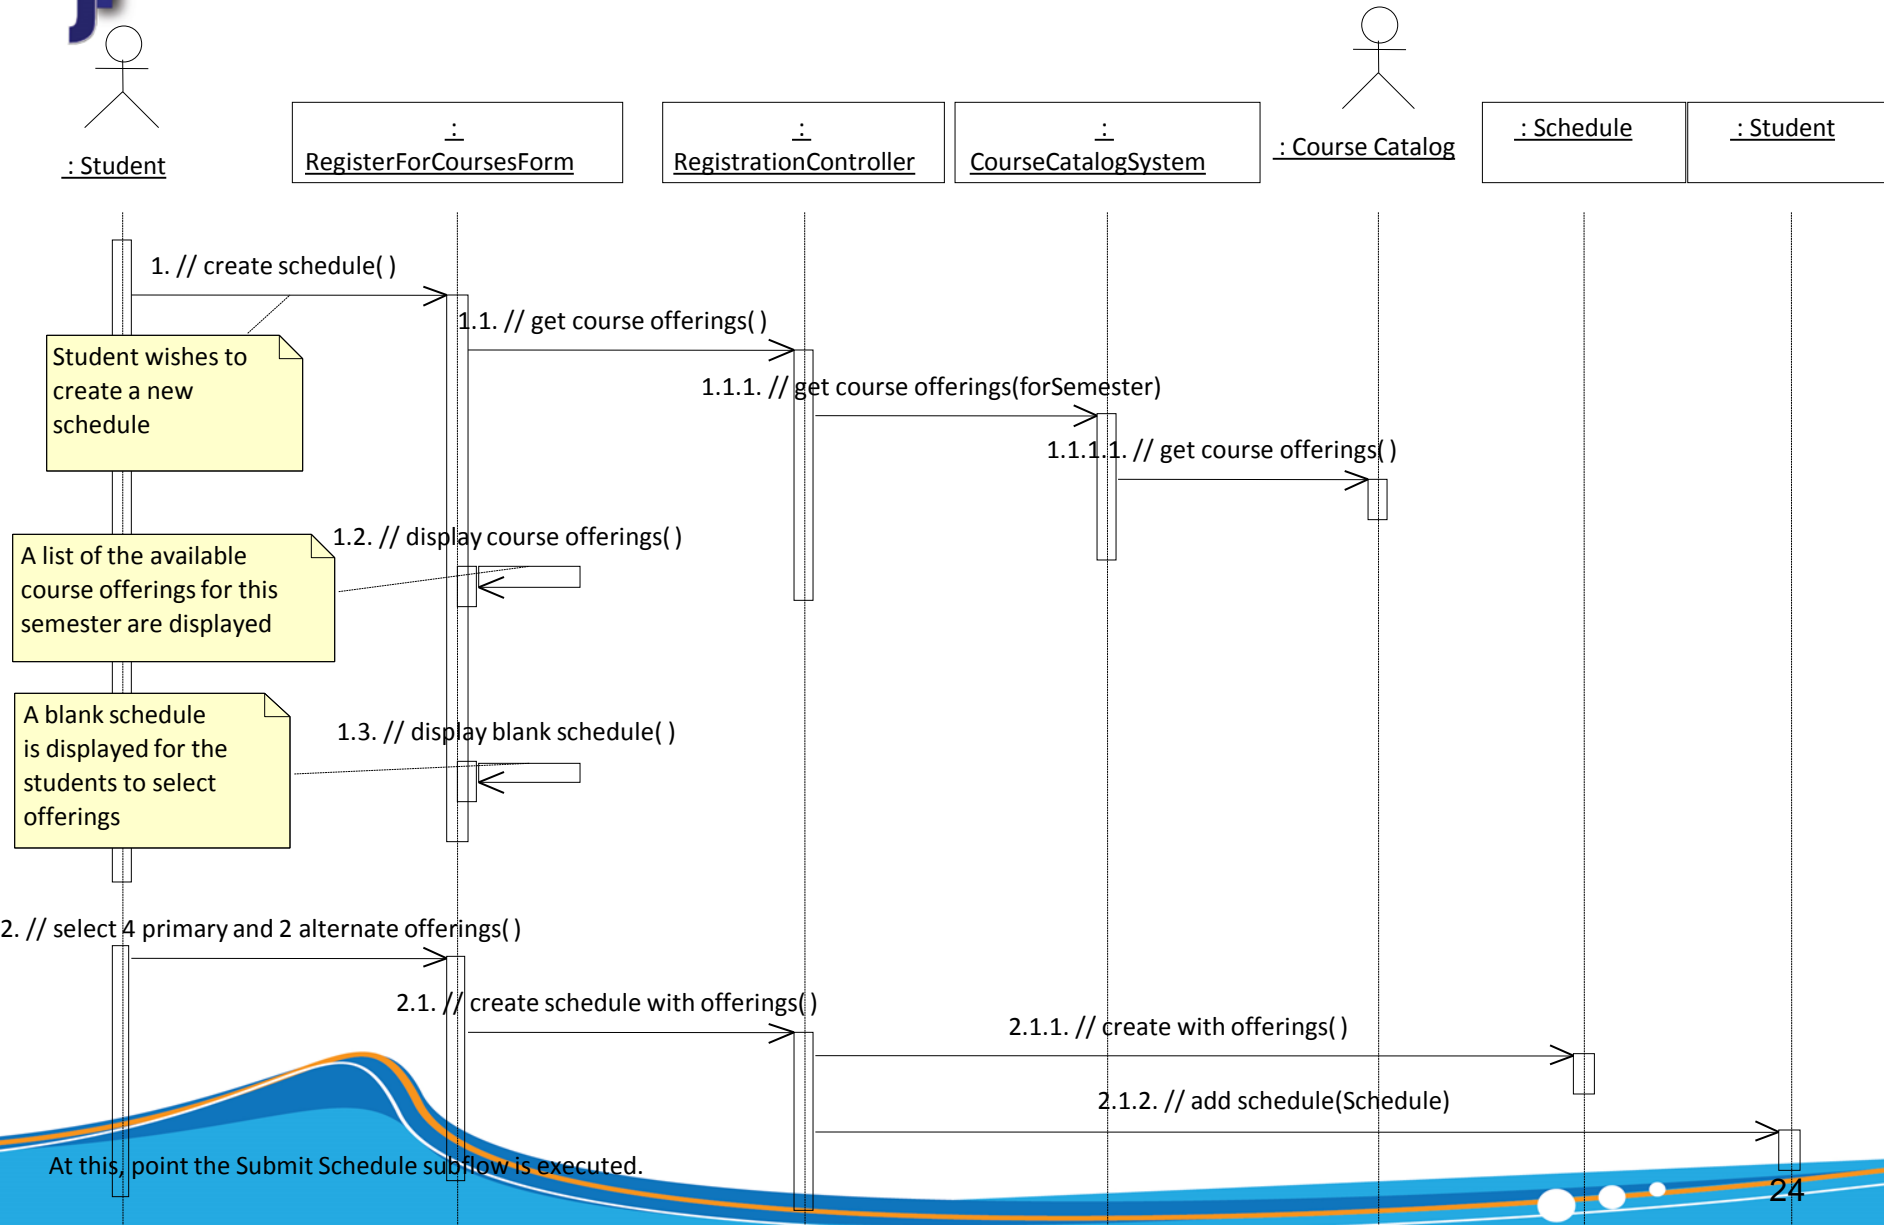 : Student
:
RegisterForCoursesForm
:
RegistrationController
:
CourseCatalogSystem
: Course Catalog
: Schedule
: Student
1. // create schedule( )
1.1. // get course offerings( )
Student wishes to
create a new
schedule
1.1.1. // get course offerings(forSemester)
1.1.1.1. // get course offerings( )
1.2. // display course offerings( )
A list of the available
course offerings for this
semester are displayed
1.3. // display blank schedule( )
A blank schedule
is displayed for the
students to select
offerings
2. // select 4 primary and 2 alternate offerings( )
2.1. // create schedule with offerings( )
2.1.1. // create with offerings( )
2.1.2. // add schedule(Schedule)
At this, point the Submit Schedule subflow is executed.
24